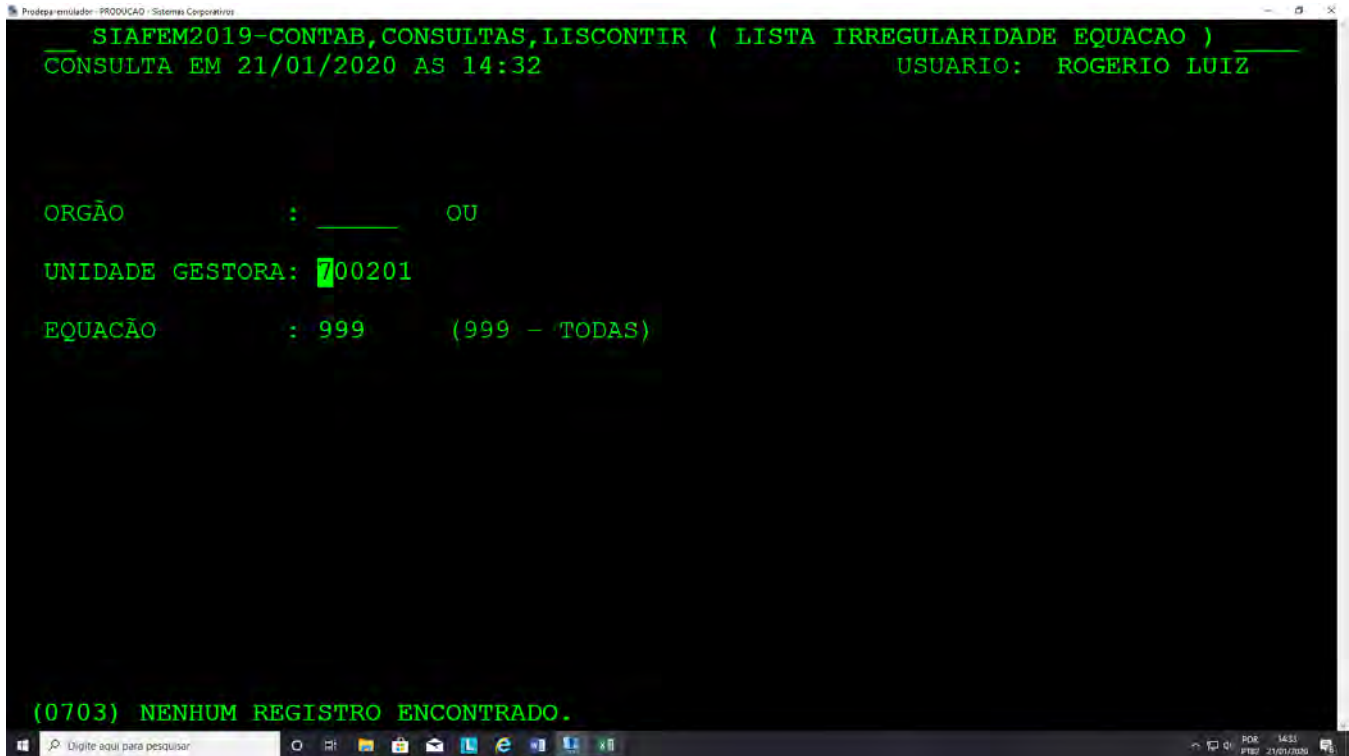 Prodepa-emulador - PRODUCAO - Sistemas Corporativos
__ SIAFEM2019-CONTAB,CONSULTAS,LISCONTIR ( LISTA IRREGULARIDADE EQUACAO ) ____
CONSULTA EM 21/01/2020 AS 14:32 USUARIO: ROGERIO LUIZ
ORGÃO : _____ OU
UNIDADE GESTORA: 700201
EQUACÃO : 999 (999 - TODAS)
(0703) NENHUM REGISTRO ENCONTRADO.
Digite aqui para pesquisar
POR 14:33
PTB2 21/01/2020